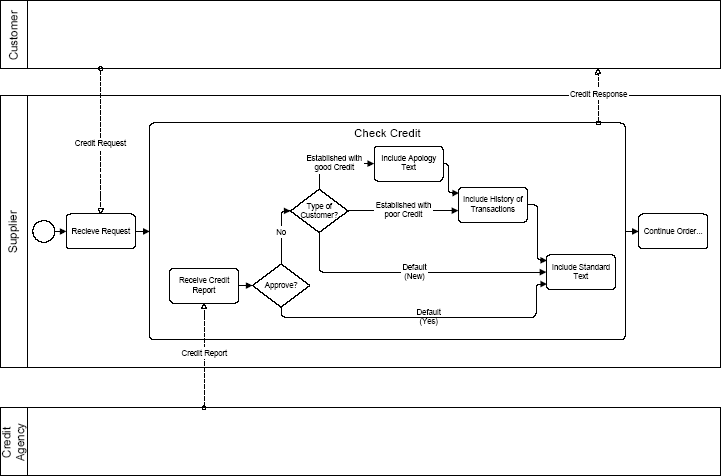 Customer
Credit Response
Credit Request
Check Credit
Established with
good Credit
Include Apology
Text
Type of
Customer?
Established with
poor Credit
Include History of
Transactions
Supplier
Recieve Request
No
Continue Order...
Receive Credit
Report
Approve?
Default
(New)
Include Standard
Text
Default
(Yes)
Credit Report
Credit
Agency